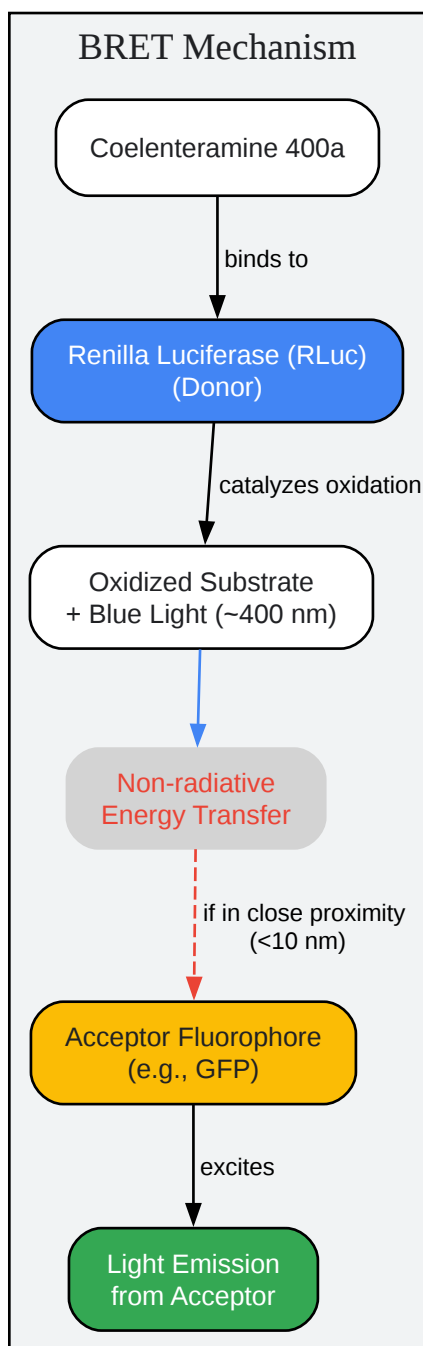 BRET Mechanism
Coelenteramine 400a
binds to
Renilla Luciferase (RLuc)
(Donor)
catalyzes oxidation
Oxidized Substrate
+ Blue Light (~400 nm)
Non-radiative
Energy Transfer
if in close proximity
(<10 nm)
Acceptor Fluorophore
(e.g., GFP)
excites
Light Emission
from Acceptor